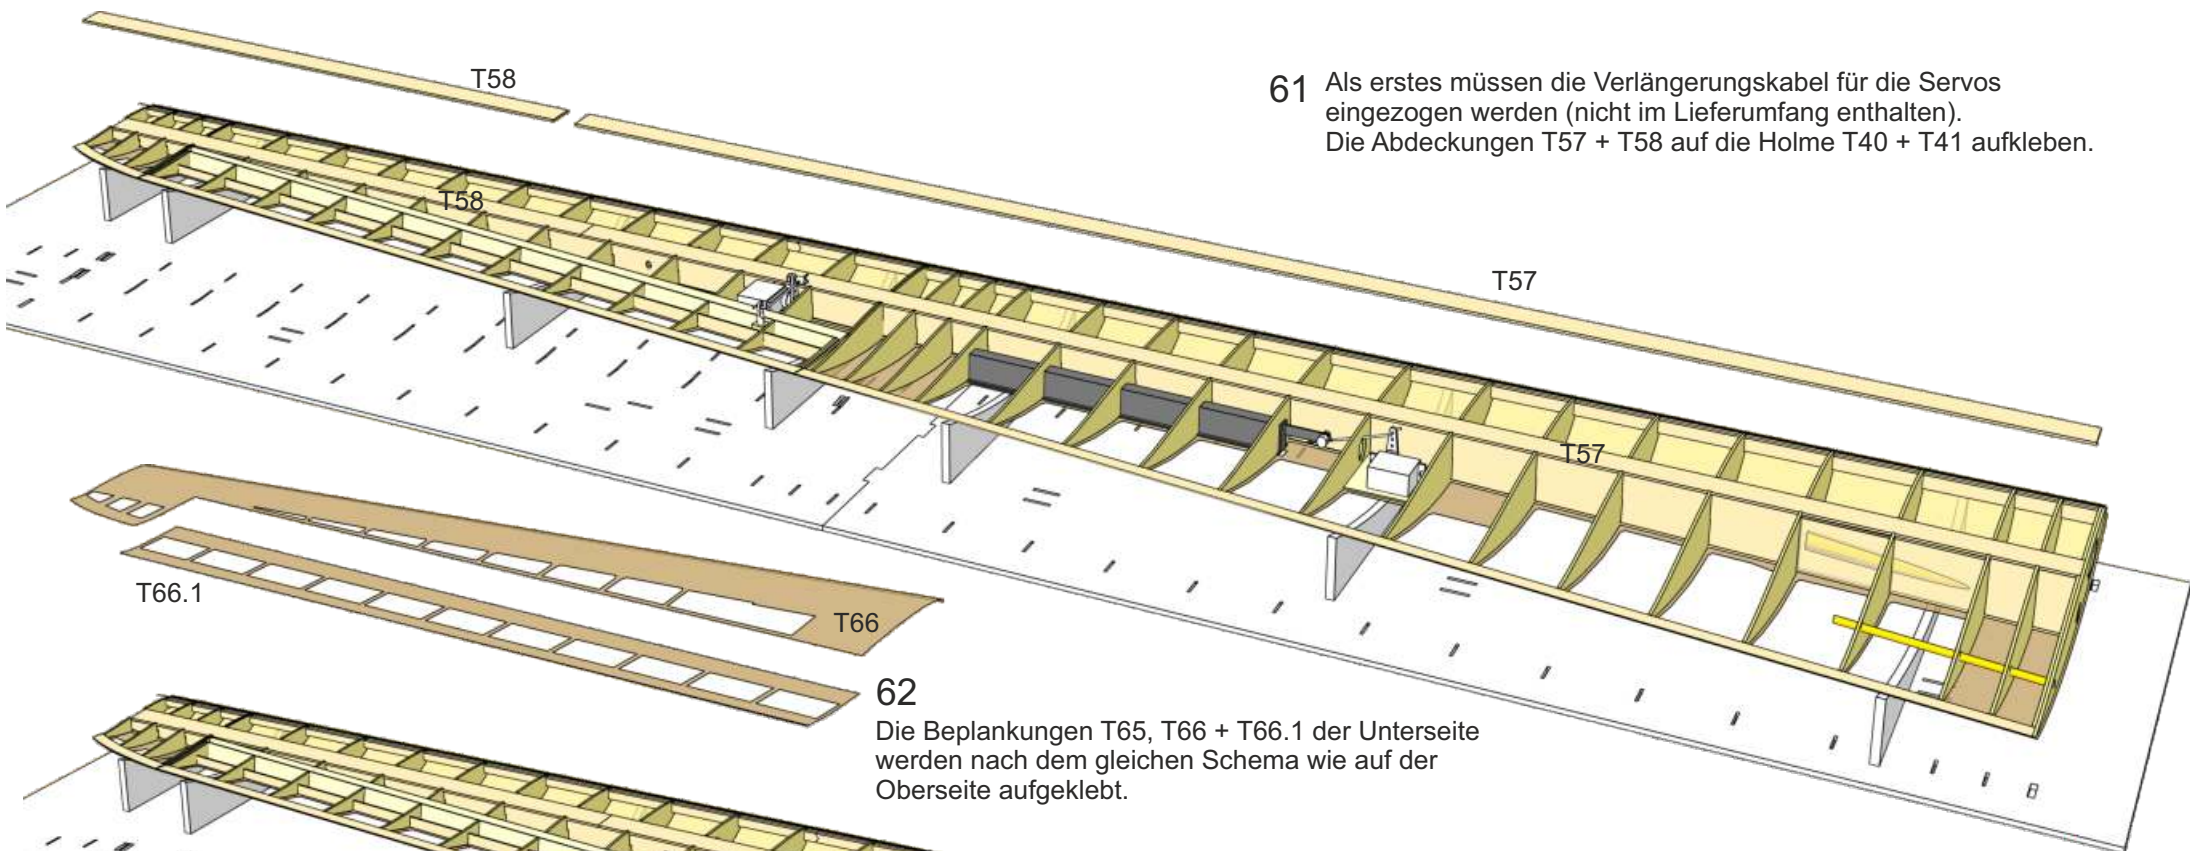 T58
61 Als erstes müssen die Verlängerungskabel für die Servos
eingezogen werden (nicht im Lieferumfang enthalten).
Die Abdeckungen T57 + T58 auf die Holme T40 + T41 aufkleben.
T58
T57
T57
T66.1
T66
62
Die Beplankungen T65, T66 + T66.1 der Unterseite
werden nach dem gleichen Schema wie auf der
Oberseite aufgeklebt.